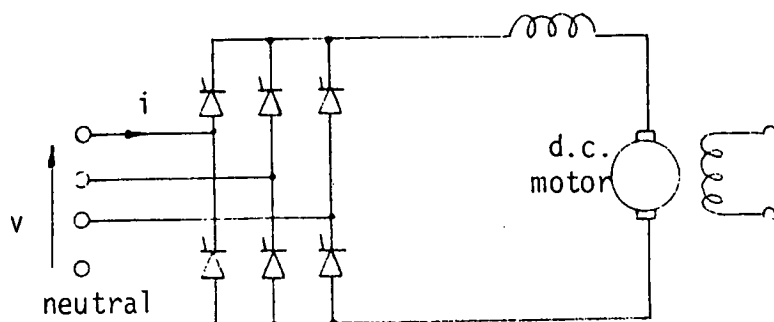 i
d.c.
motor
v
neutral